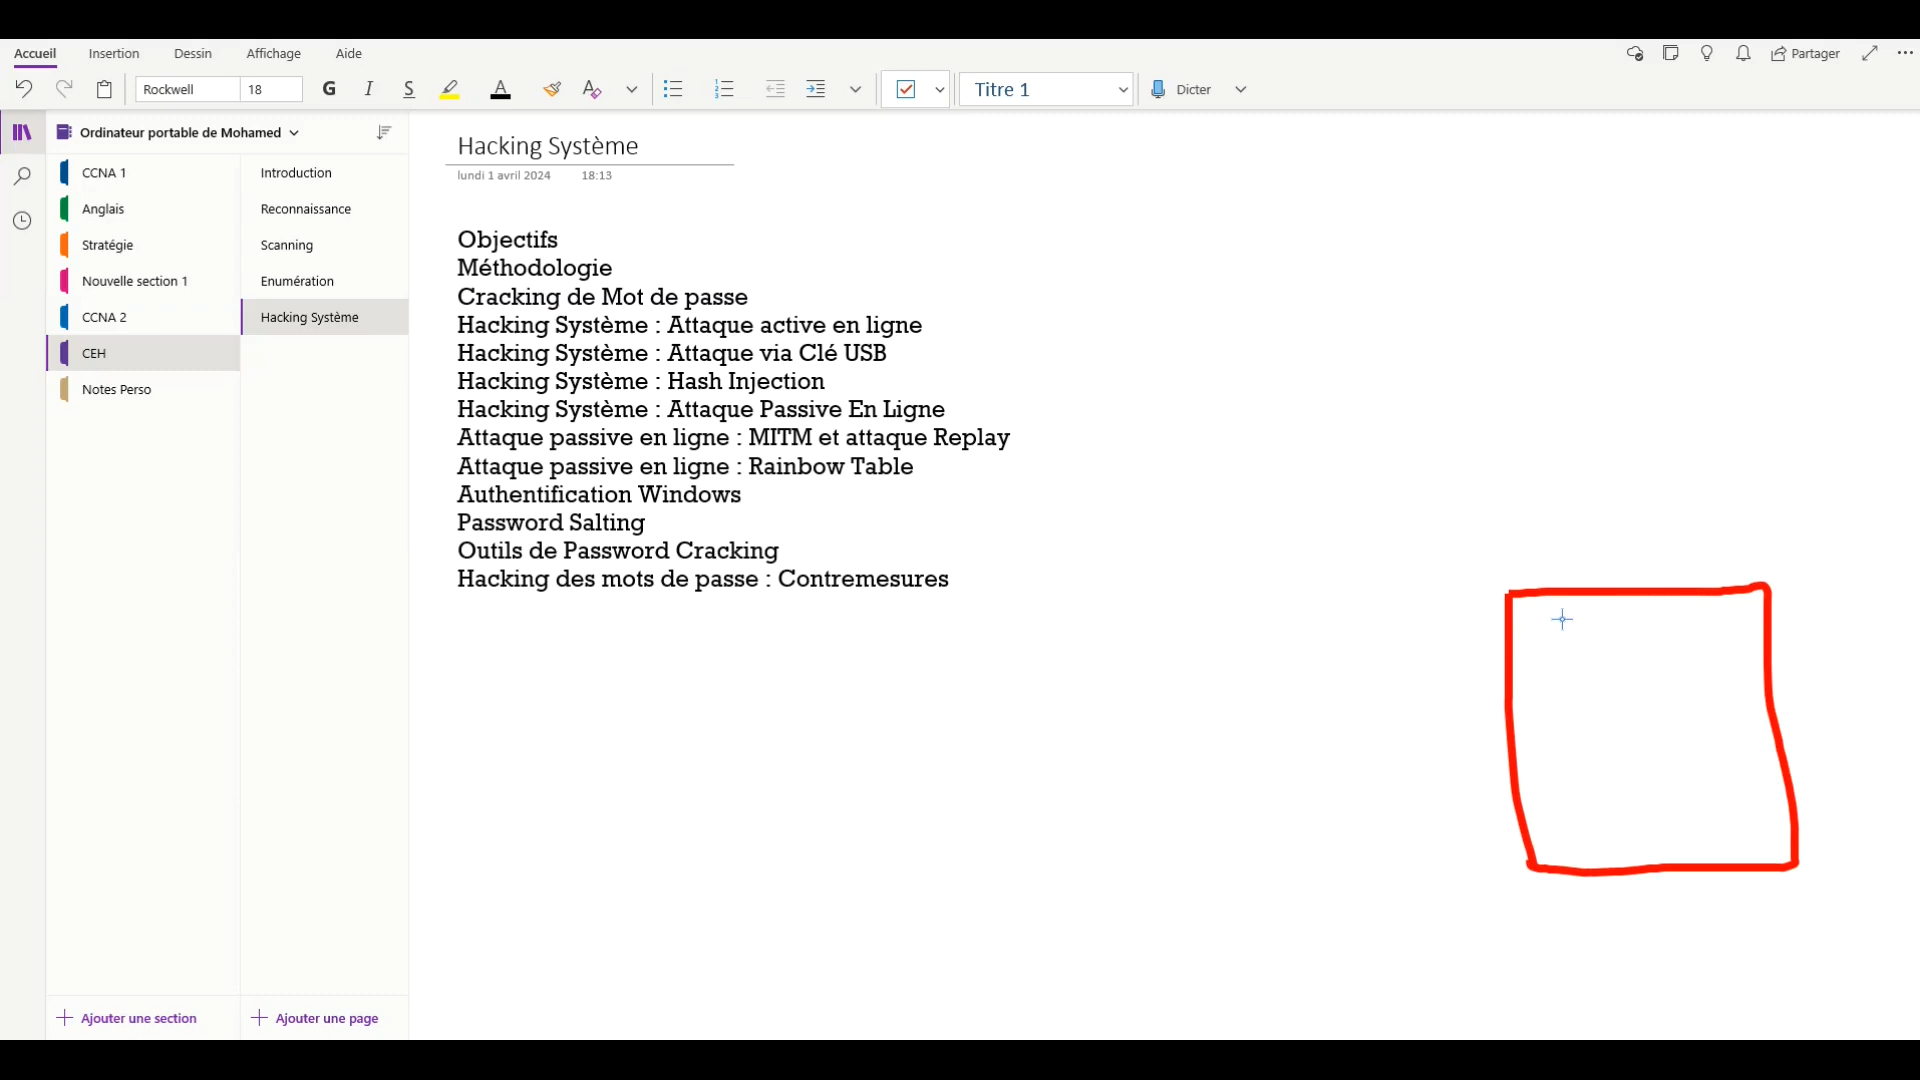 Accueil Insertion Dessin Affichage Aide Partager
Rockwell 18 G I S A Titre 1 Dicter
Ordinateur portable de Mohamed
CCNA 1
Anglais
Stratégie
Nouvelle section 1
CCNA 2
CEH
Notes Perso
Introduction
Reconnaissance
Scanning
Enumération
Hacking Système
Hacking Système
lundi 1 avril 2024 18:13
Objectifs
Méthodologie
Cracking de Mot de passe
Hacking Système : Attaque active en ligne
Hacking Système : Attaque via Clé USB
Hacking Système : Hash Injection
Hacking Système : Attaque Passive En Ligne
Attaque passive en ligne : MITM et attaque Replay
Attaque passive en ligne : Rainbow Table
Authentification Windows
Password Salting
Outils de Password Cracking
Hacking des mots de passe : Contremesures
Ajouter une section Ajouter une page